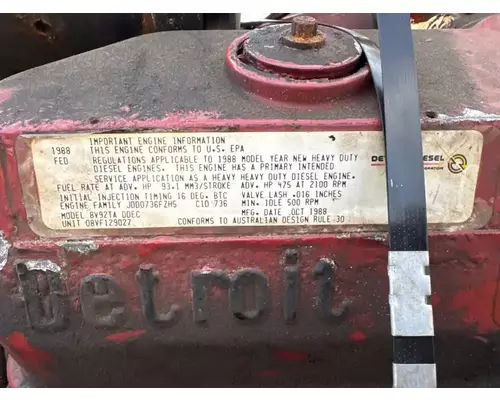 IMPORTANT ENGINE INFORMATION
1988 THIS ENGINE CONFORMS TO U.S. EPA
FED REGULATIONS APPLICABLE TO 1988 MODEL YEAR NEW HEAVY DUTY
DIESEL ENGINES. THIS ENGINE HAS A PRIMARY INTENDED
SERVICE APPLICATION AS A HEAVY HEAVY DUTY DIESEL ENGINE.
FUEL RATE AT ADV. HP 93.1 MM3/STROKE ADV. HP 475 AT 2100 RPM
INITIAL INJECTION TIMING 16 DEG. BTC VALVE LASH .016 INCHES
ENGINE FAMILY JDD0736FZH5 CID 736 MIN. IDLE 500 RPM
MODEL 8V92TA DDEC MFG. DATE OCT 1988
UNIT 08VF129027 CONFORMS TO AUSTRALIAN DESIGN RULE 30
Detroit